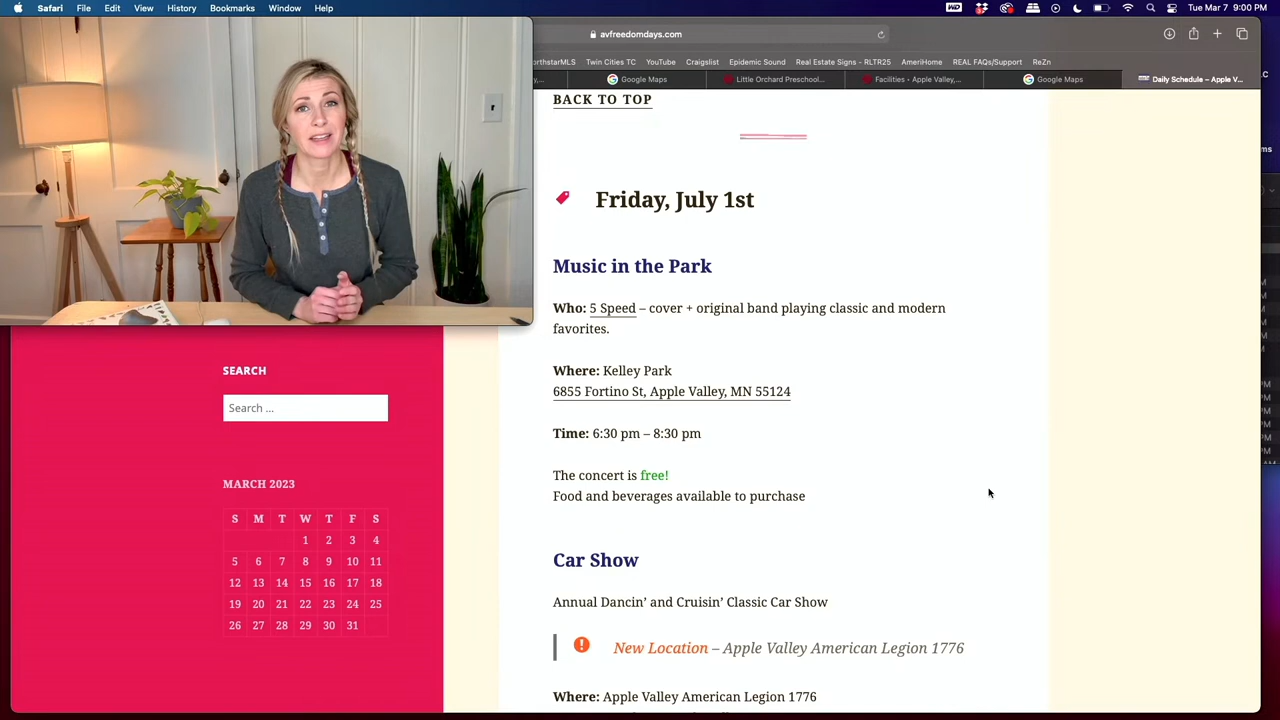 Safari File Edit View History Bookmarks Develop Window Help
Tue Mar 7 9:00 PM
avfreedomdays.com
Twin Cities TC YouTube Craigslist Epidemic Sound Real Estate Signs - RLTR25 AmeriHome REAL FAQs/Support ReZn
Google Maps Little Orchard Preschool... Facilities - Apple Valley,... Google Maps Daily Schedule – Apple V...
BACK TO TOP
Friday, July 1st
Music in the Park
Who: 5 Speed – cover + original band playing classic and modern
favorites.
Where: Kelley Park
6855 Fortino St, Apple Valley, MN 55124
Time: 6:30 pm – 8:30 pm
The concert is free!
Food and beverages available to purchase
Car Show
Annual Dancin’ and Cruisin’ Classic Car Show
New Location – Apple Valley American Legion 1776
Where: Apple Valley American Legion 1776
SEARCH
Search ...
MARCH 2023
S M T W T F S
1 2 3 4
5 6 7 8 9 10 11
12 13 14 15 16 17 18
19 20 21 22 23 24 25
26 27 28 29 30 31